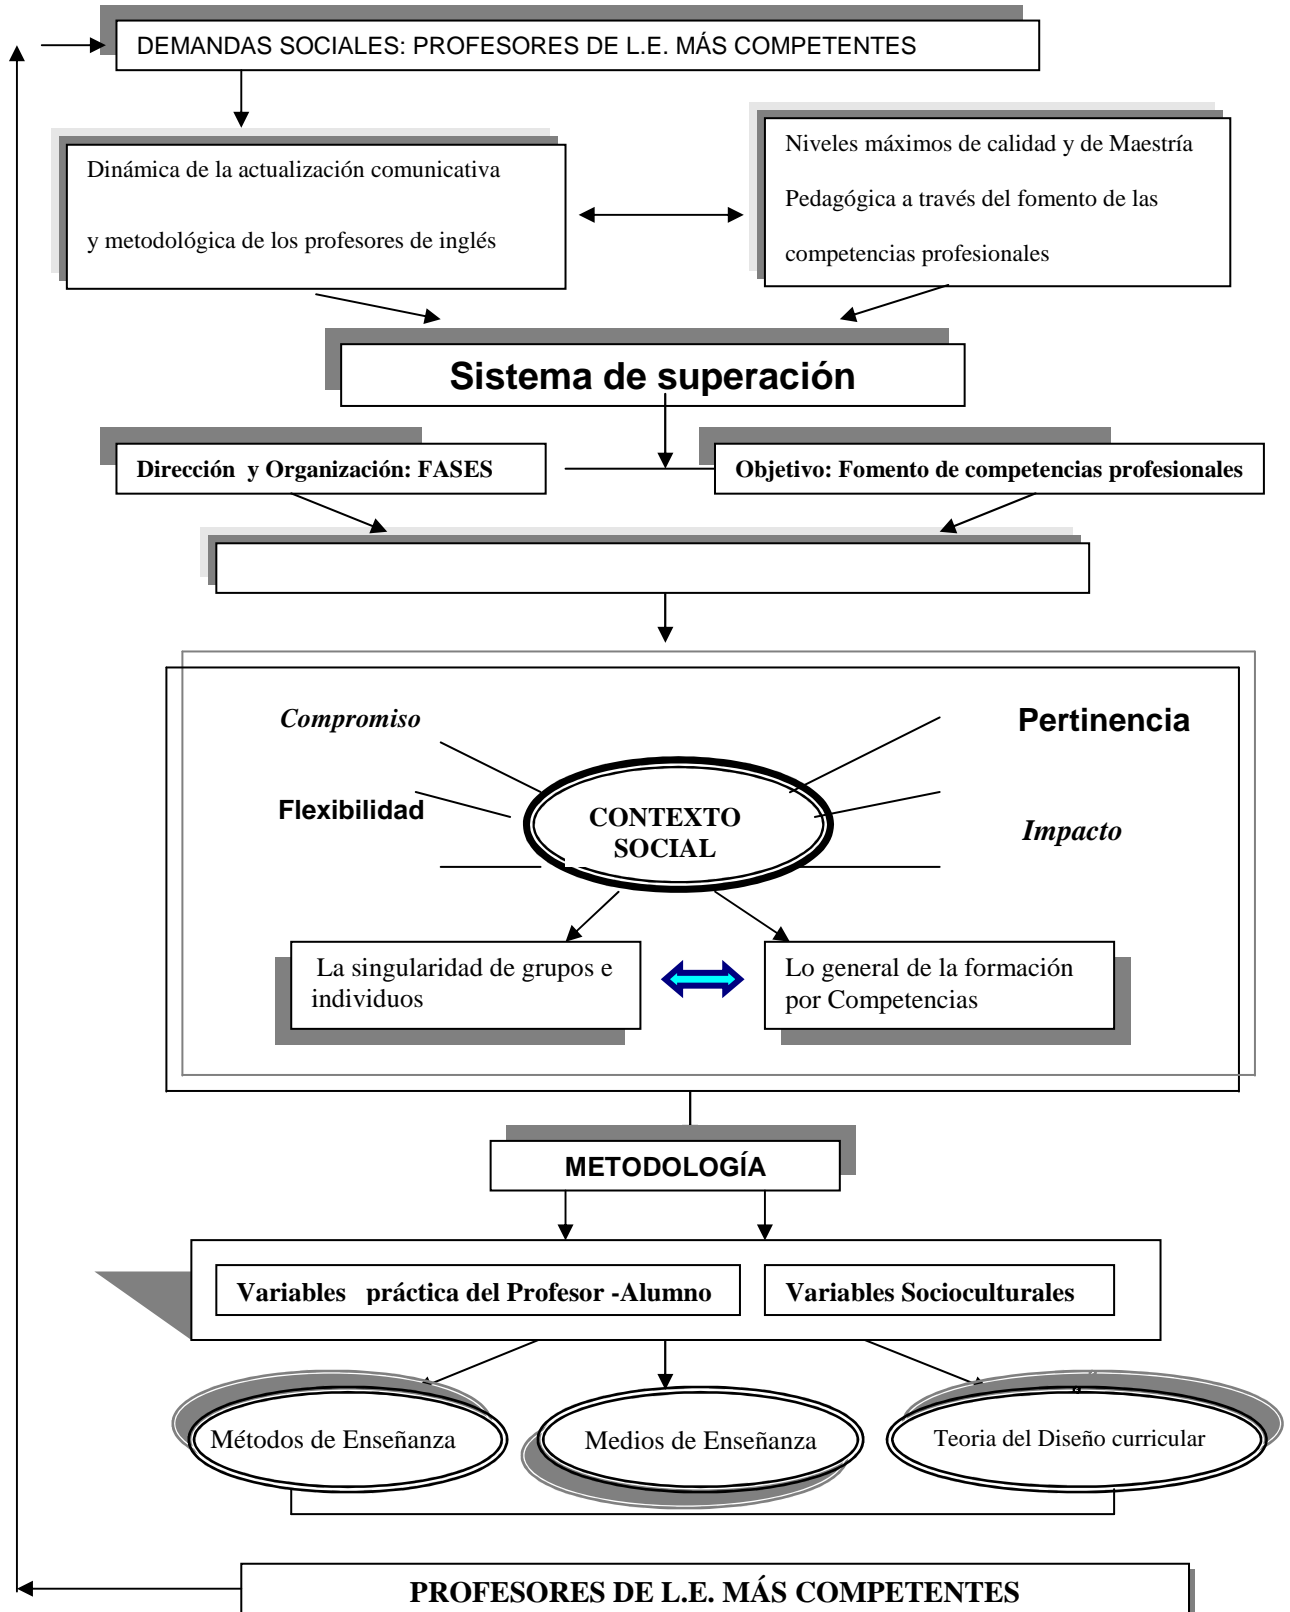 DEMANDAS SOCIALES: PROFESORES DE L.E. MÁS COMPETENTES
Dinámica de la actualización comunicativa
y metodológica de los profesores de inglés
Niveles máximos de calidad y de Maestría
Pedagógica a través del fomento de las
competencias profesionales
Sistema de superación
Dirección y Organización: FASES
Objetivo: Fomento de competencias profesionales
Compromiso
Pertinencia
Flexibilidad
CONTEXTO
SOCIAL
Impacto
La singularidad de grupos e
individuos
Lo general de la formación
por Competencias
METODOLOGÍA
Variables práctica del Profesor -Alumno
Variables Socioculturales
Métodos de Enseñanza
Medios de Enseñanza
Teoria del Diseño curricular
PROFESORES DE L.E. MÁS COMPETENTES